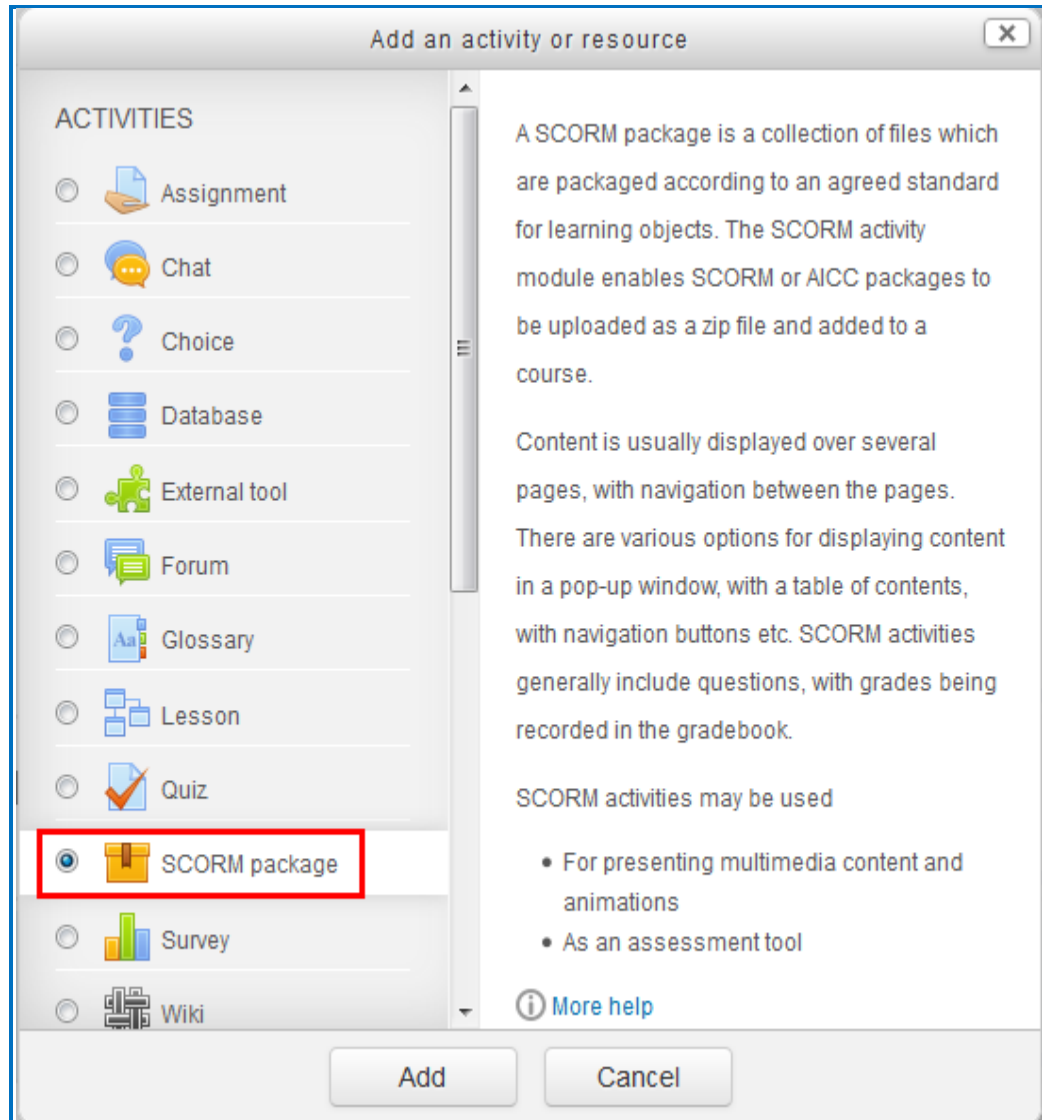 Add an activity or resource
ACTIVITIES
Assignment
Chat
Choice
Database
External tool
Forum
Glossary
Aa
Lesson
Quiz
SCORM package
Survey
Wiki
A SCORM package is a collection of files which
are packaged according to an agreed standard
for learning objects. The SCORM activity
module enables SCORM or AICC packages to
be uploaded as a zip file and added to a
course.
Content is usually displayed over several
pages, with navigation between the pages.
There are various options for displaying content
in a pop-up window, with a table of contents,
with navigation buttons etc. SCORM activities
generally include questions, with grades being
recorded in the gradebook.
SCORM activities may be used
• For presenting multimedia content and
animations
• As an assessment tool
More help
Add
Cancel